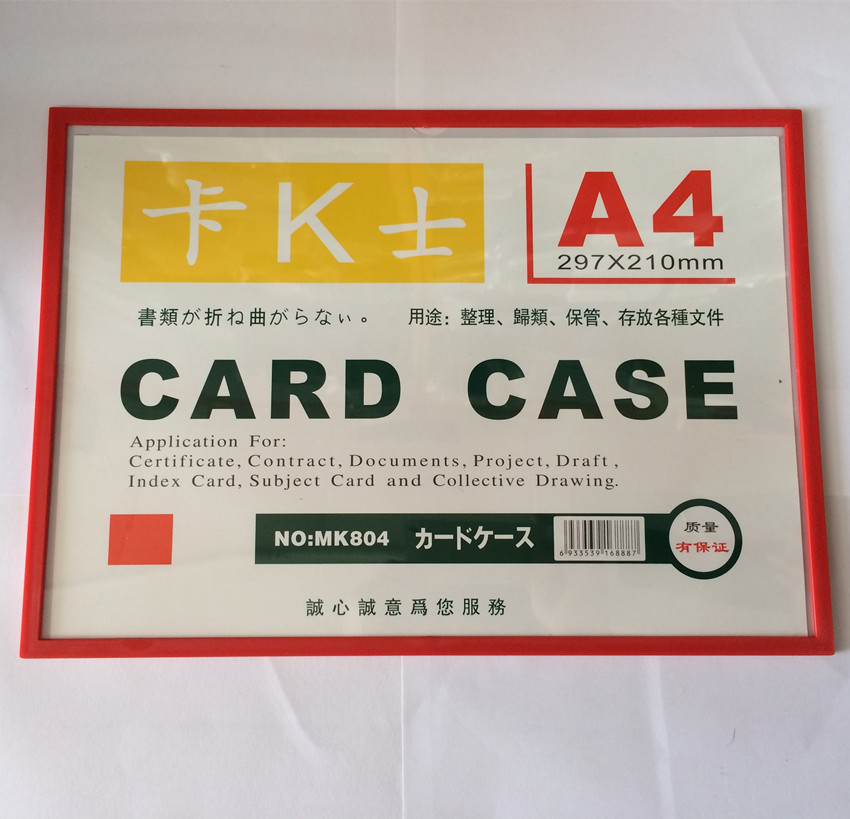 卡K士
A4
297X210mm
書類が折ね曲がらなぃ。 用途：整理、歸類、保管、存放各種文件
CARD CASE
Application For:
Certificate, Contract, Documents, Project, Draft ,
Index Card, Subject Card and Collective Drawing.
NO:MK804 カードケース
6 933539 168887
质量
有保证
誠心誠意爲您服務